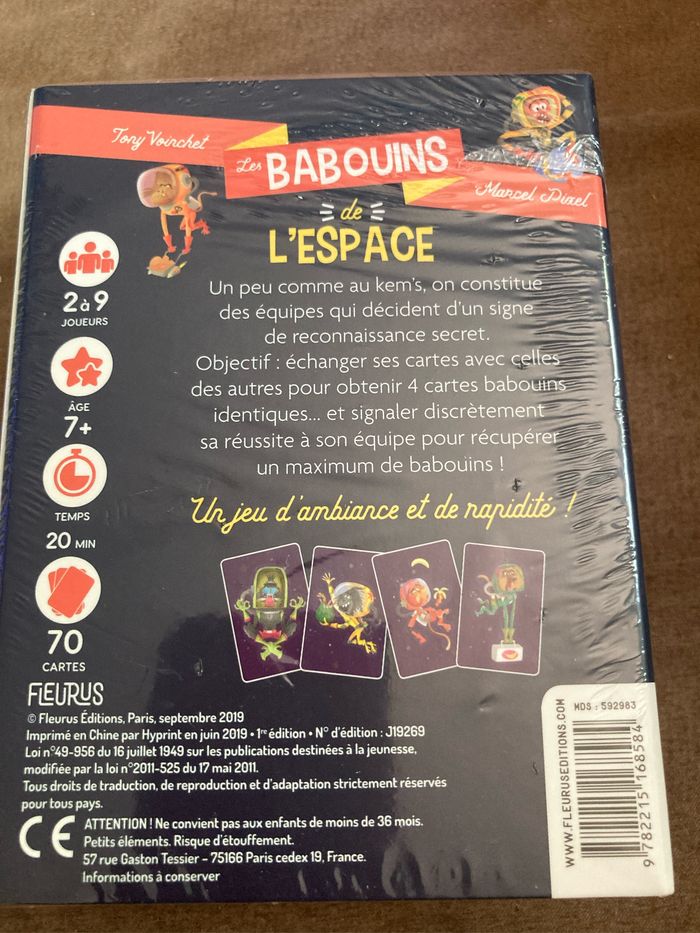 Tony Voinchet
Les BABOUINS
Marcel Pixel
de
L'ESPACE
Un peu comme au kem's, on constitue
des équipes qui décident d'un signe
de reconnaissance secret.
Objectif : échanger ses cartes avec celles
des autres pour obtenir 4 cartes babouins
identiques... et signaler discrètement
sa réussite à son équipe pour récupérer
un maximum de babouins !
Un jeu d'ambiance et de rapidité !
2 à 9
JOUEURS
ÂGE
7+
TEMPS
20 MIN
70
CARTES
FLEURUS
© Fleurus Éditions, Paris, septembre 2019
Imprimé en Chine par Hyprint en juin 2019 • 1re édition • N° d'édition : J19269
Loi n°49-956 du 16 juillet 1949 sur les publications destinées à la jeunesse,
modifiée par la loi n°2011-525 du 17 mai 2011.
Tous droits de traduction, de reproduction et d'adaptation strictement réservés
pour tous pays.
CE
ATTENTION ! Ne convient pas aux enfants de moins de 36 mois.
Petits éléments. Risque d'étouffement.
57 rue Gaston Tessier – 75166 Paris cedex 19, France.
Informations à conserver
MDS : 592983
WWW.FLEURUSEDITIONS.COM
9 782215 168584